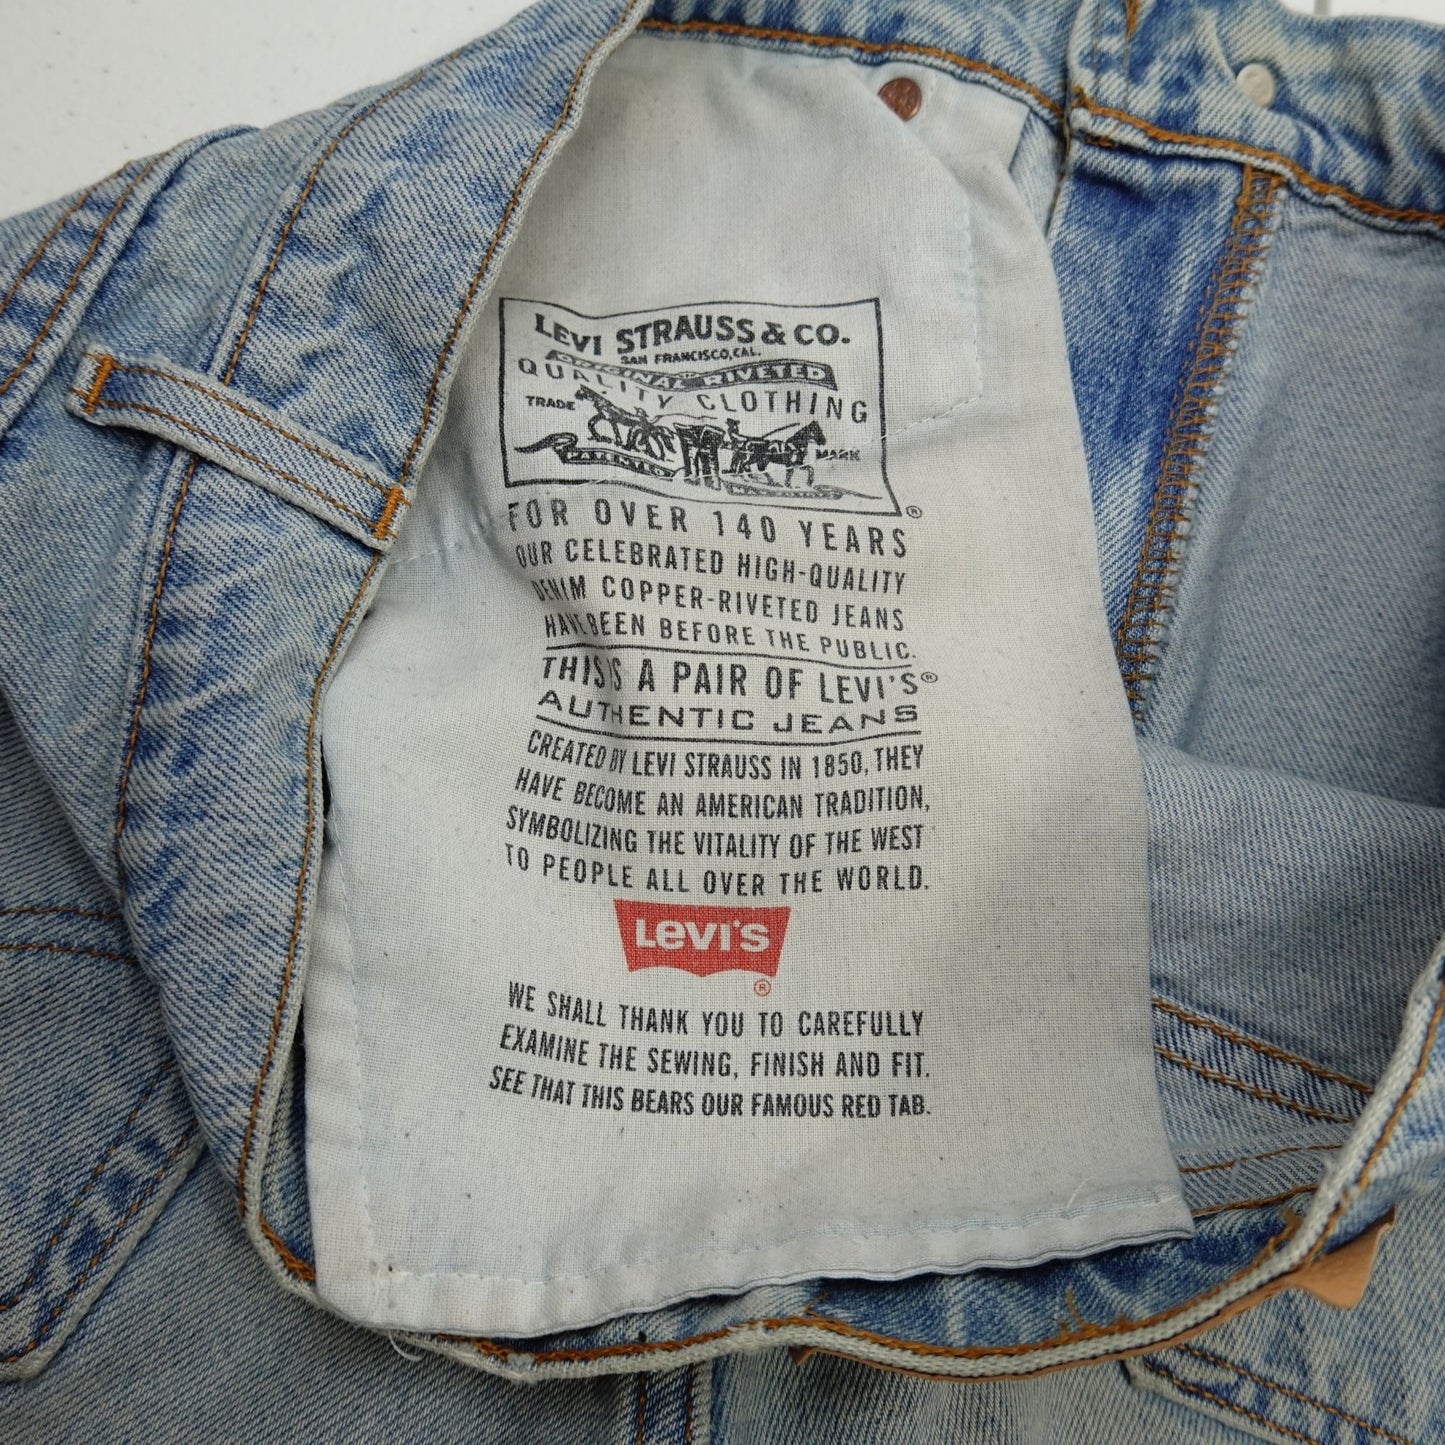 LEVI STRAUSS & CO.
SAN FRANCISCO, CAL.
ORIGINAL RIVETED
QUALITY CLOTHING
TRADE MARK
PATENTED
®
FOR OVER 140 YEARS
OUR CELEBRATED HIGH-QUALITY
DENIM COPPER-RIVETED JEANS
HAVE BEEN BEFORE THE PUBLIC.
THIS IS A PAIR OF LEVI'S®
AUTHENTIC JEANS
CREATED BY LEVI STRAUSS IN 1850, THEY
HAVE BECOME AN AMERICAN TRADITION,
SYMBOLIZING THE VITALITY OF THE WEST
TO PEOPLE ALL OVER THE WORLD.
LeVI'S
®
WE SHALL THANK YOU TO CAREFULLY
EXAMINE THE SEWING, FINISH AND FIT.
SEE THAT THIS BEARS OUR FAMOUS RED TAB.